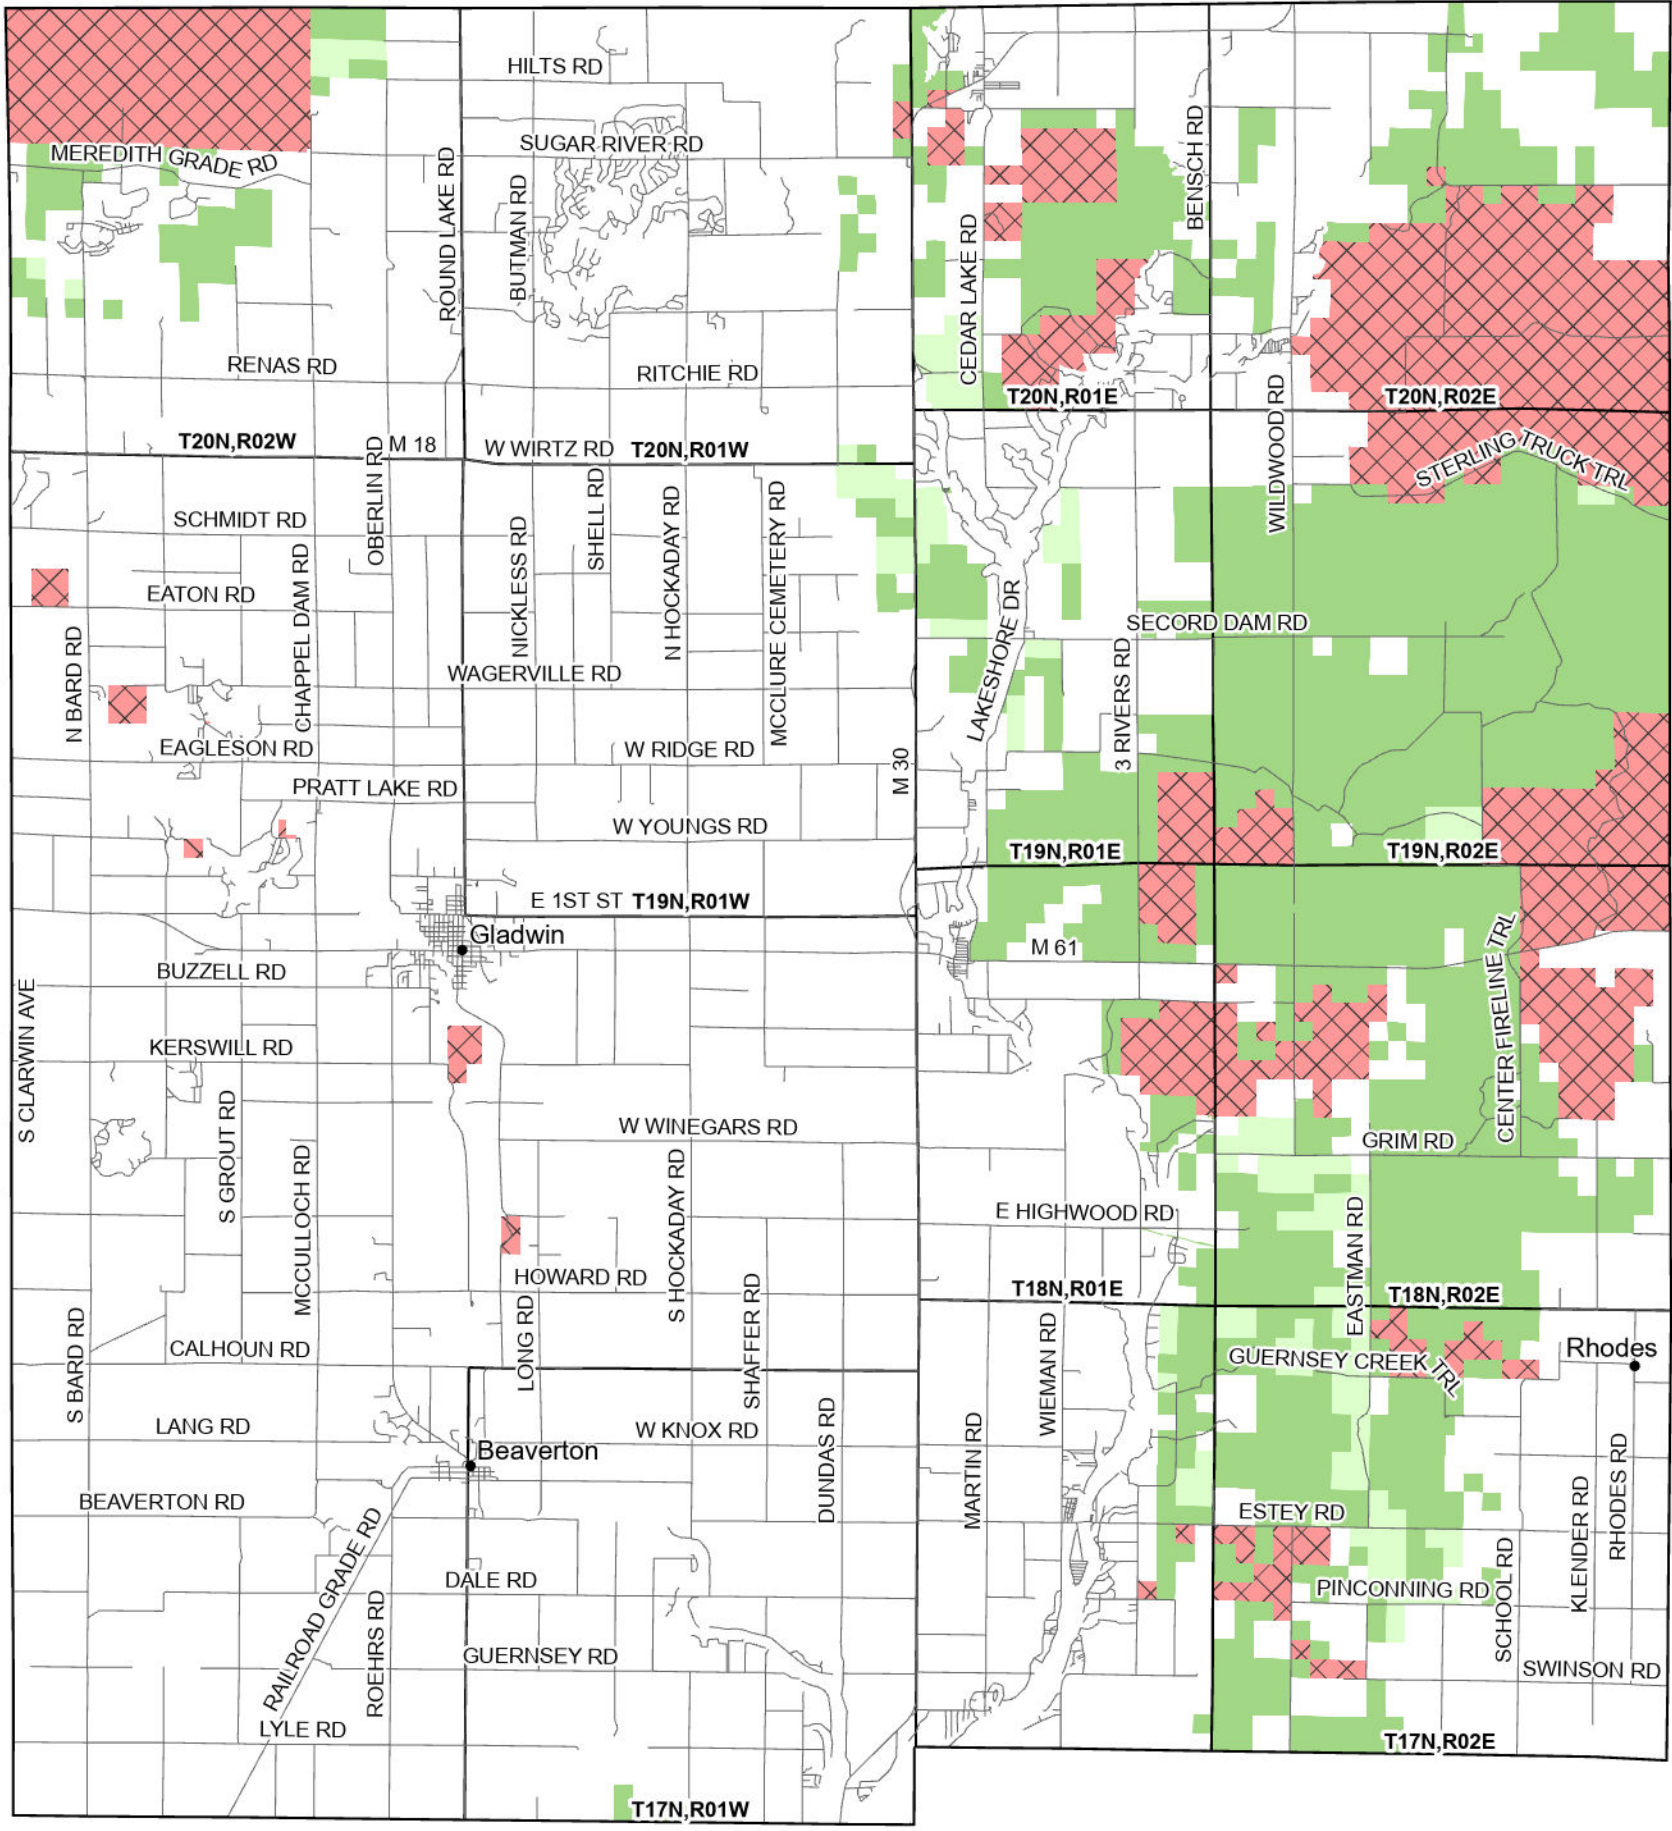 HILTS RD
SUGAR RIVER RD
MEREDITH GRADE RD
ROUND LAKE RD
BUTMAN RD
CEDAR LAKE RD
BENSCH RD
RENAS RD
RITCHIE RD
T20N,R01E
T20N,R02E
WILDWOOD RD
T20N,R02W
M 18
W WIRTZ RD
T20N,R01W
STERLING TRUCK TRL
OBERLIN RD
SCHMIDT RD
SHELL RD
N HOCKADAY RD
MCCLURE CEMETERY RD
NICKLESS RD
EATON RD
CHAPPEL DAM RD
N BARD RD
LAKESHORE DR
SECORD DAM RD
WAGERVILLE RD
3 RIVERS RD
EAGLESON RD
W RIDGE RD
M 30
PRATT LAKE RD
W YOUNGS RD
T19N,R01E
T19N,R02E
E 1ST ST
T19N,R01W
Gladwin
M 61
CENTER FIRELINE TRL
BUZZELL RD
S CLARWIN AVE
KERSWILL RD
W WINEGARS RD
GRIM RD
S GROUT RD
MCCULLOCH RD
S HOCKADAY RD
E HIGHWOOD RD
EASTMAN RD
HOWARD RD
T18N,R01E
T18N,R02E
LONG RD
SHAFFER RD
S BARD RD
CALHOUN RD
WIEMAN RD
GUERNSEY CREEK TRL
Rhodes
LANG RD
W KNOX RD
DUNDAS RD
MARTIN RD
Beaverton
BEAVERTON RD
ESTEY RD
KLENDER RD
RHODES RD
RAILROAD GRADE RD
DALE RD
PINCONNING RD
SCHOOL RD
ROEHRS RD
GUERNSEY RD
SWINSON RD
LYLE RD
T17N,R02E
T17N,R01W